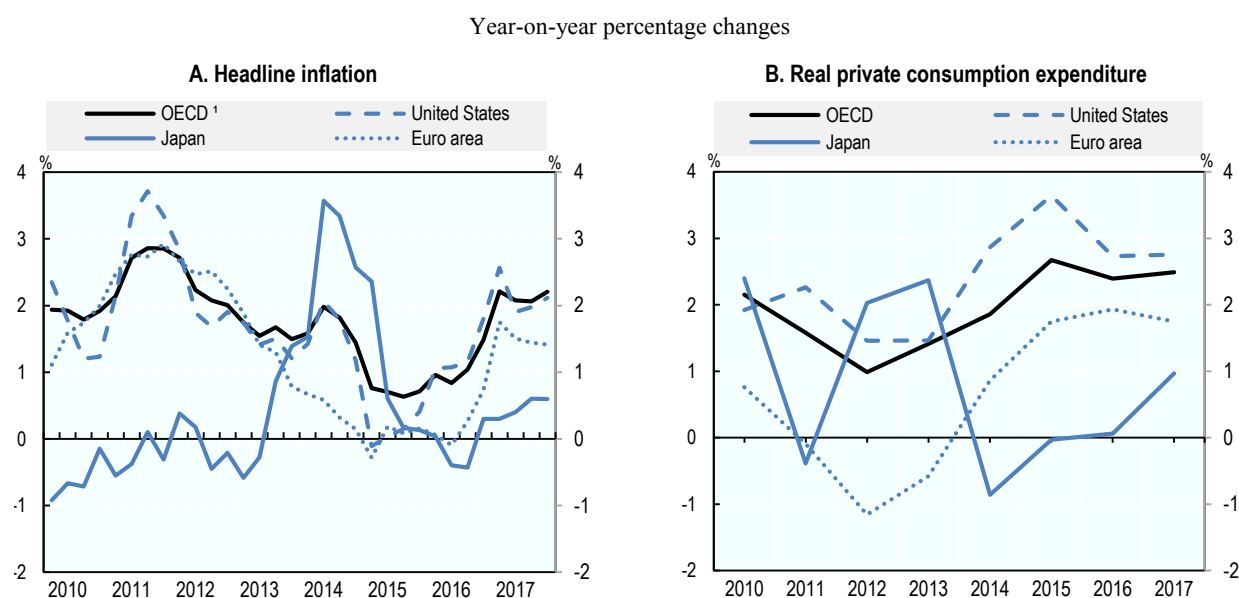 Year-on-year percentage changes
A. Headline inflation
OECD ¹
United States
Japan
Euro area
%
%
4
4
3
3
2
2
1
1
0
0
-1
-1
-2
-2
2010 2011 2012 2013 2014 2015 2016 2017
B. Real private consumption expenditure
OECD
United States
Japan
Euro area
%
%
4
4
3
3
2
2
1
1
0
0
-1
-1
-2
-2
2010 2011 2012 2013 2014 2015 2016 2017